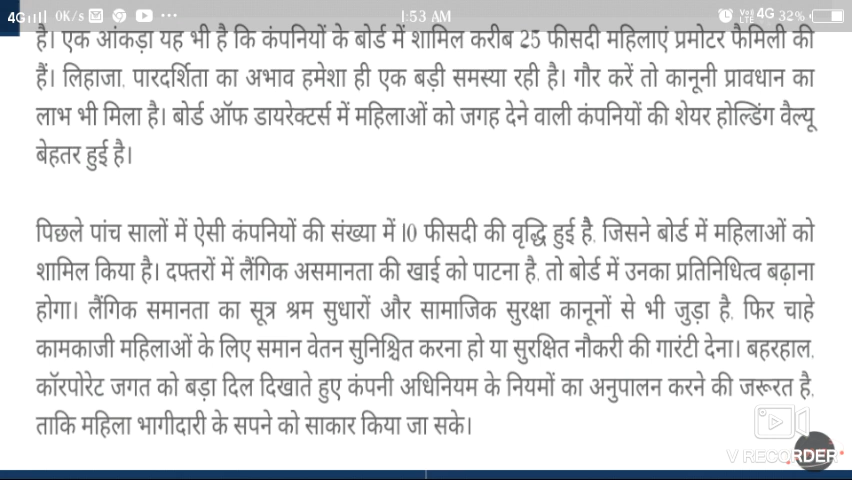 4G 0K/s 1:53 AM VoLTE 4G 32%
है। एक आंकड़ा यह भी है कि कंपनियों के बोर्ड में शामिल करीब 25 फीसदी महिलाएं प्रमोटर फैमिली की
हैं। लिहाजा, पारदर्शिता का अभाव हमेशा ही एक बड़ी समस्या रही है। गौर करें तो कानूनी प्रावधान का
लाभ भी मिला है। बोर्ड ऑफ डायरेक्टर्स में महिलाओं को जगह देने वाली कंपनियों की शेयर होल्डिंग वैल्यू
बेहतर हुई है।
पिछले पांच सालों में ऐसी कंपनियों की संख्या में 10 फीसदी की वृद्धि हुई है, जिसने बोर्ड में महिलाओं को
शामिल किया है। दफ्तरों में लैंगिक असमानता की खाई को पाटना है, तो बोर्ड में उनका प्रतिनिधित्व बढ़ाना
होगा। लैंगिक समानता का सूत्र श्रम सुधारों और सामाजिक सुरक्षा कानूनों से भी जुड़ा है, फिर चाहे
कामकाजी महिलाओं के लिए समान वेतन सुनिश्चित करना हो या सुरक्षित नौकरी की गारंटी देना। बहरहाल,
कॉरपोरेट जगत को बड़ा दिल दिखाते हुए कंपनी अधिनियम के नियमों का अनुपालन करने की जरूरत है,
ताकि महिला भागीदारी के सपने को साकार किया जा सके।
V RECORDER